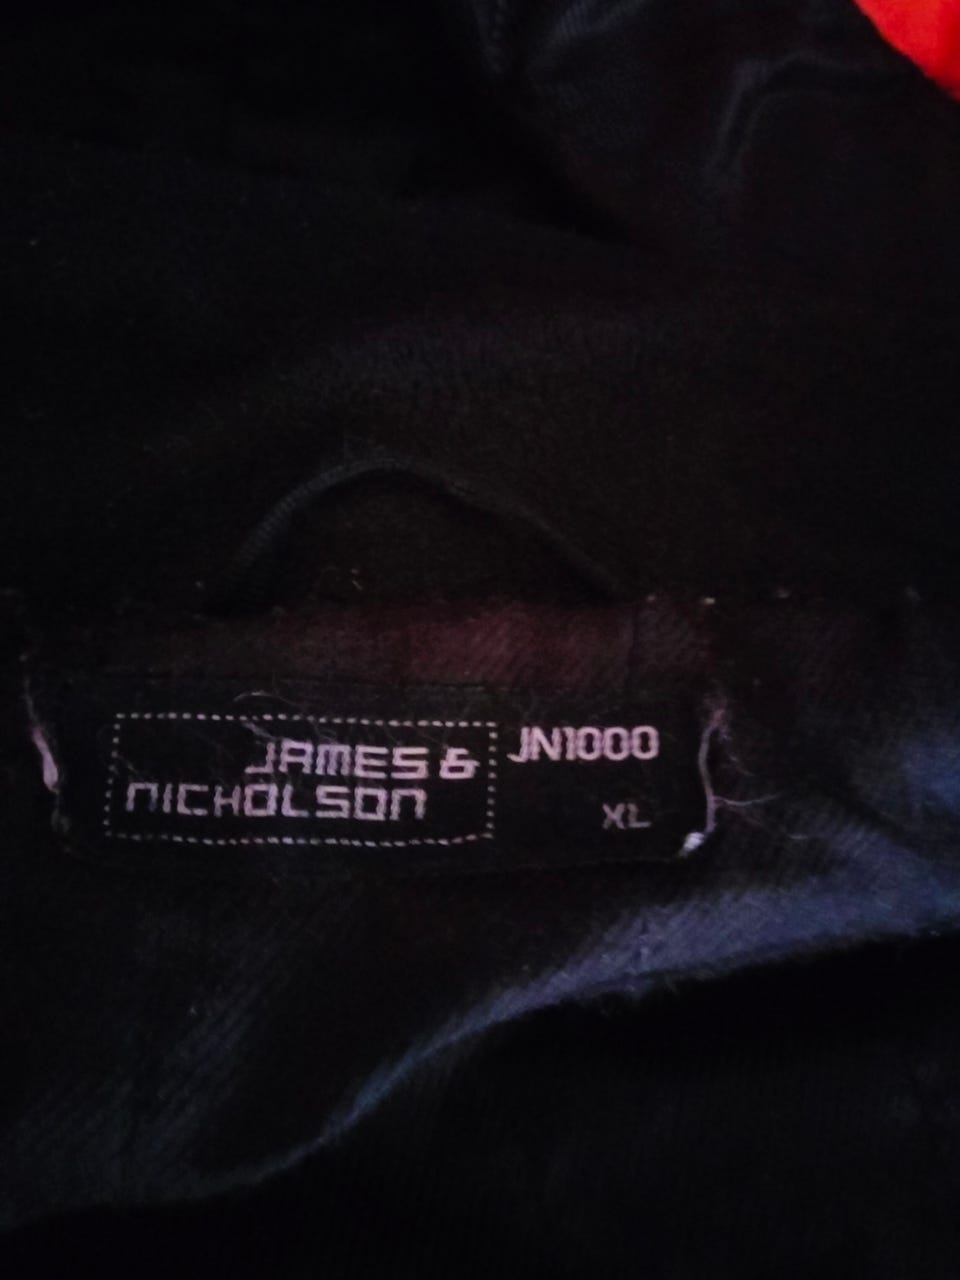 JAMES &
NICHOLSON
JN1000
XL